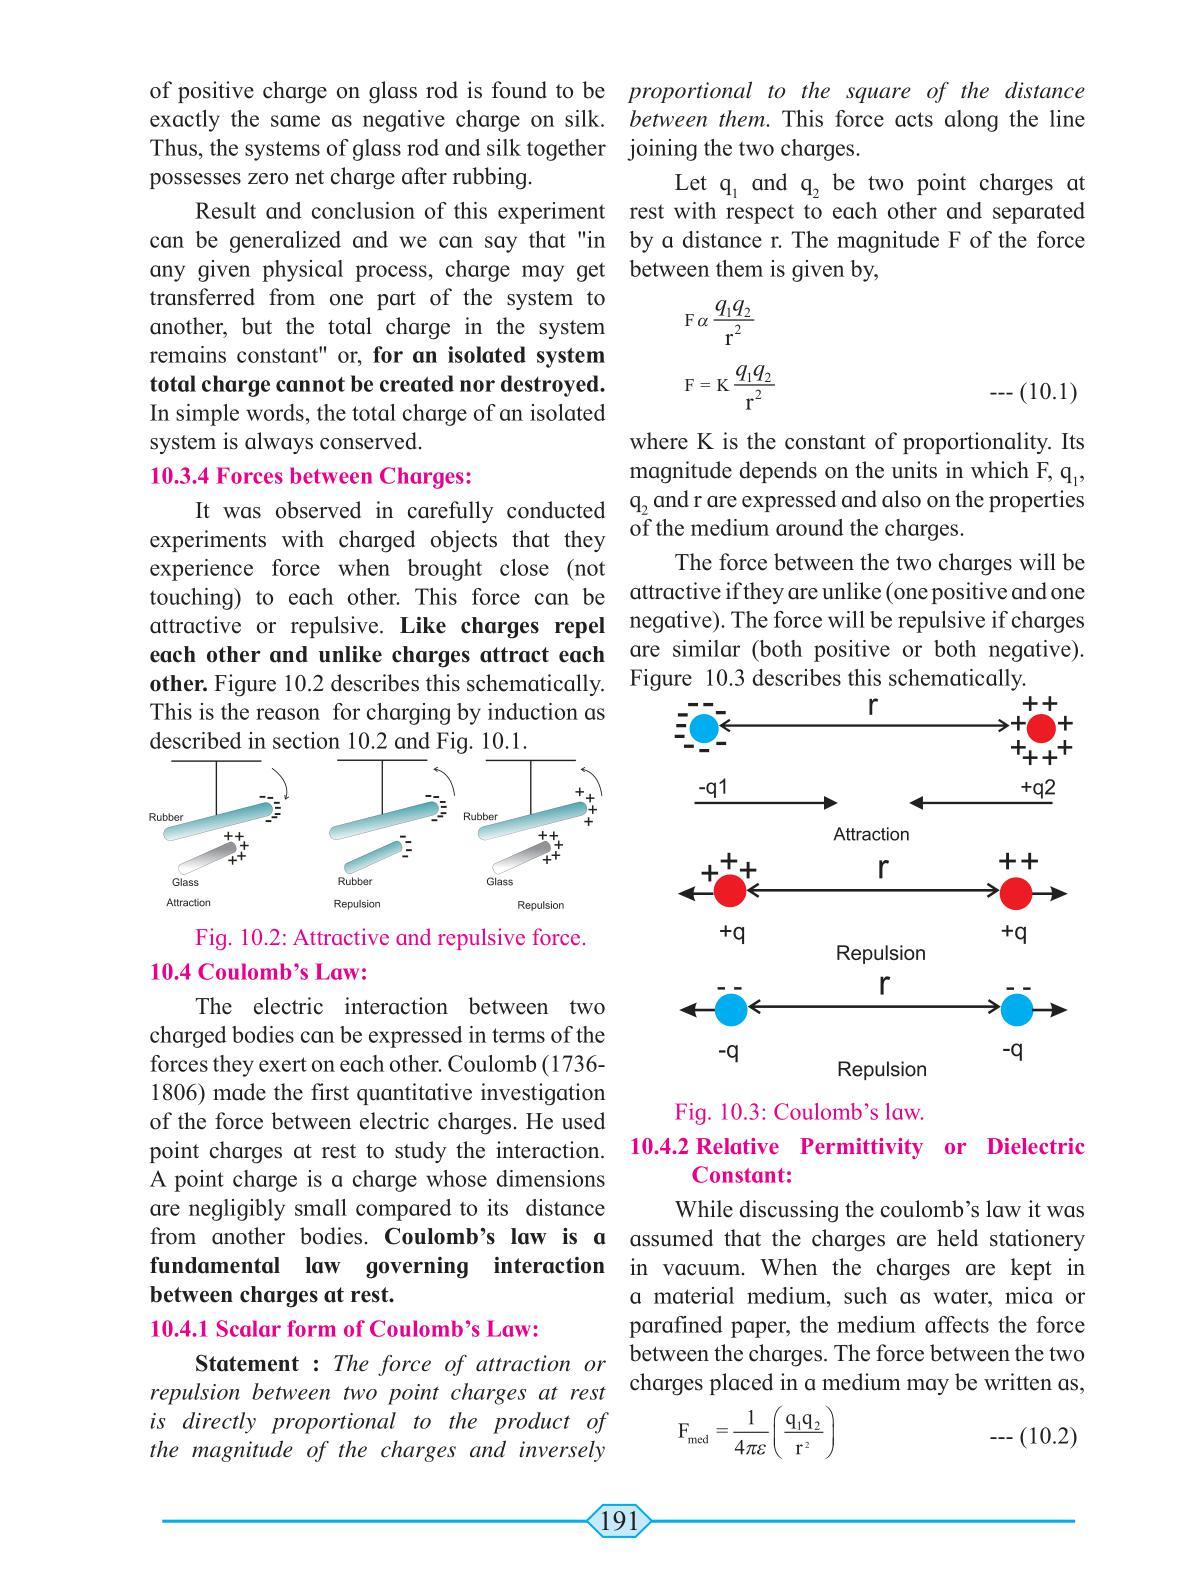 of positive charge on glass rod is found to be
exactly the same as negative charge on silk.
Thus, the systems of glass rod and silk together
possesses zero net charge after rubbing.
Result and conclusion of this experiment
can be generalized and we can say that "in
any given physical process, charge may get
transferred from one part of the system to
another, but the total charge in the system
remains constant" or, for an isolated system
total charge cannot be created nor destroyed.
In simple words, the total charge of an isolated
system is always conserved.
10.3.4 Forces between Charges:
It was observed in carefully conducted
experiments with charged objects that they
experience force when brought close (not
touching) to each other. This force can be
attractive or repulsive. Like charges repel
each other and unlike charges attract each
other. Figure 10.2 describes this schematically.
This is the reason for charging by induction as
described in section 10.2 and Fig. 10.1.
Rubber
Glass
Attraction
Rubber
Repulsion
Rubber
Glass
Repulsion
Fig. 10.2: Attractive and repulsive force.
10.4 Coulomb’s Law:
The electric interaction between two
charged bodies can be expressed in terms of the
forces they exert on each other. Coulomb (1736-
1806) made the first quantitative investigation
of the force between electric charges. He used
point charges at rest to study the interaction.
A point charge is a charge whose dimensions
are negligibly small compared to its distance
from another bodies. Coulomb’s law is a
fundamental law governing interaction
between charges at rest.
10.4.1 Scalar form of Coulomb’s Law:
Statement : The force of attraction or
repulsion between two point charges at rest
is directly proportional to the product of
the magnitude of the charges and inversely
proportional to the square of the distance
between them. This force acts along the line
joining the two charges.
Let q₁ and q₂ be two point charges at
rest with respect to each other and separated
by a distance r. The magnitude F of the force
between them is given by,
F α q₁q₂ / r²
F = K q₁q₂ / r² --- (10.1)
where K is the constant of proportionality. Its
magnitude depends on the units in which F, q₁,
q₂ and r are expressed and also on the properties
of the medium around the charges.
The force between the two charges will be
attractive if they are unlike (one positive and one
negative). The force will be repulsive if charges
are similar (both positive or both negative).
Figure 10.3 describes this schematically.
r
-q1 +q2
Attraction
r
+q +q
Repulsion
r
-q -q
Repulsion
Fig. 10.3: Coulomb’s law.
10.4.2 Relative Permittivity or Dielectric
Constant:
While discussing the coulomb’s law it was
assumed that the charges are held stationery
in vacuum. When the charges are kept in
a material medium, such as water, mica or
parafined paper, the medium affects the force
between the charges. The force between the two
charges placed in a medium may be written as,
F_med = 1/4πε (q₁q₂ / r²) --- (10.2)
191